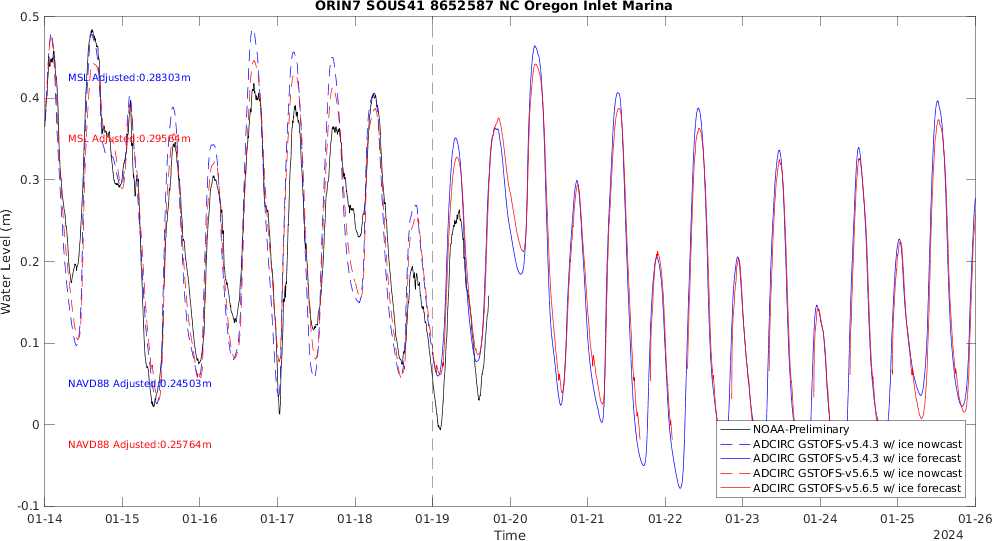 ORIN7 SOUS41 8652587 NC Oregon Inlet Marina
0.5
0.4
0.3
0.2
0.1
0
-0.1
Water Level (m)
MSL Adjusted:0.28303m
MSL Adjusted:0.29564m
NAVD88 Adjusted:0.24503m
NAVD88 Adjusted:0.25764m
NOAA-Preliminary
ADCIRC GSTOFS-v5.4.3 w/ ice nowcast
ADCIRC GSTOFS-v5.4.3 w/ ice forecast
ADCIRC GSTOFS-v5.6.5 w/ ice nowcast
ADCIRC GSTOFS-v5.6.5 w/ ice forecast
01-14 01-15 01-16 01-17 01-18 01-19 01-20 01-21 01-22 01-23 01-24 01-25 01-26
Time
2024